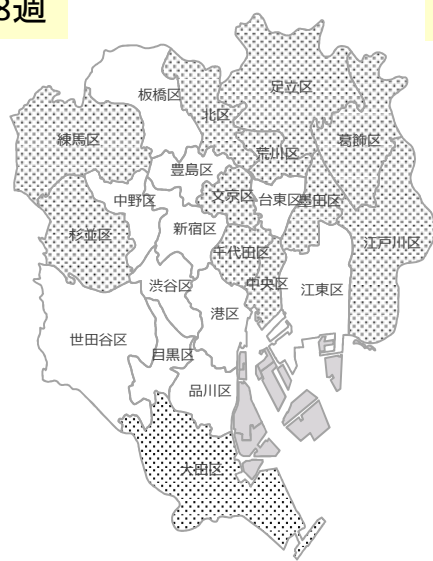 8週
板橋区
足立区
北区
練馬区
葛飾区
荒川区
豊島区
文京区
台東区
墨田区
中野区
新宿区
杉並区
江戸川区
千代田区
渋谷区
中央区
江東区
港区
世田谷区
目黒区
品川区
大田区